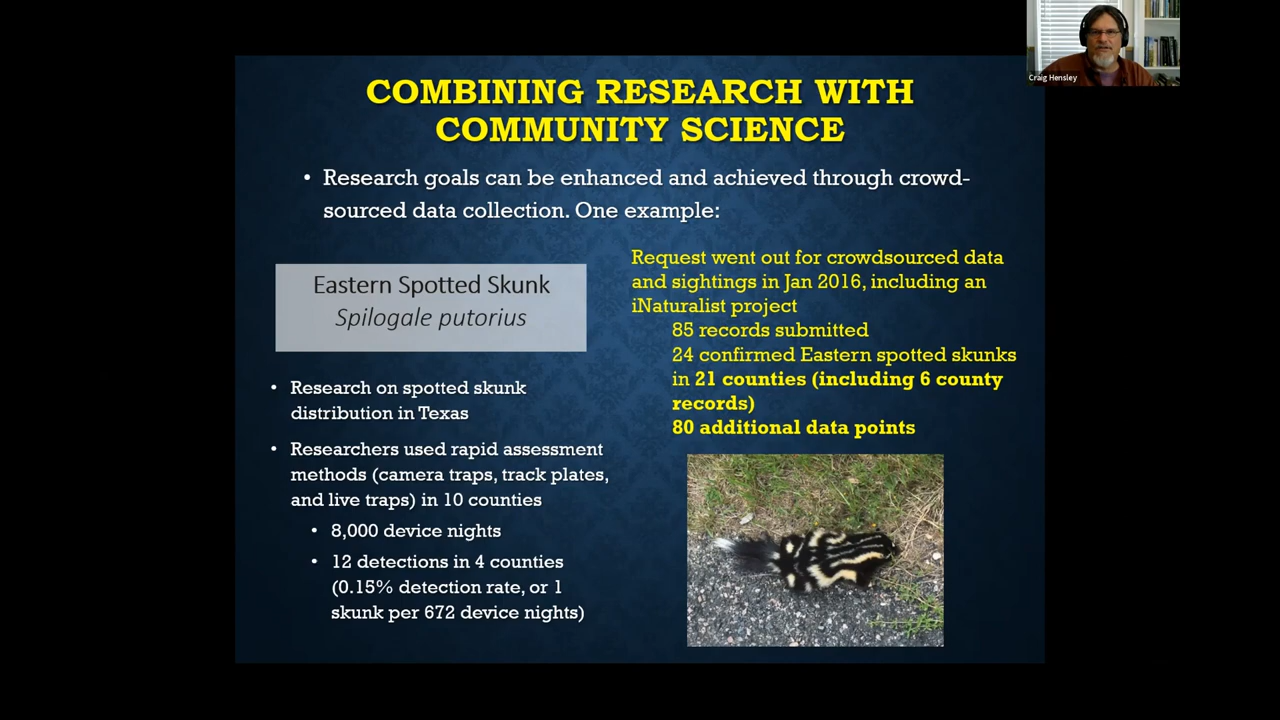 Craig Hensley
COMBINING RESEARCH WITH
COMMUNITY SCIENCE
• Research goals can be enhanced and achieved through crowd-
sourced data collection. One example:
Eastern Spotted Skunk
Spilogale putorius
• Research on spotted skunk
distribution in Texas
• Researchers used rapid assessment
methods (camera traps, track plates,
and live traps) in 10 counties
• 8,000 device nights
• 12 detections in 4 counties
(0.15% detection rate, or 1
skunk per 672 device nights)
Request went out for crowdsourced data
and sightings in Jan 2016, including an
iNaturalist project
85 records submitted
24 confirmed Eastern spotted skunks
in 21 counties (including 6 county
records)
80 additional data points